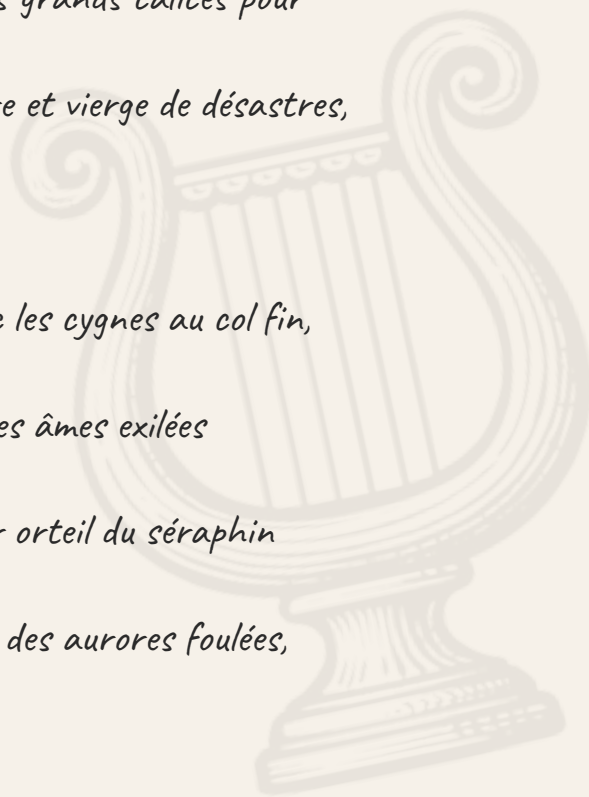 grands calices pour
et vierge de désastres,
les cygnes au col fin,
âmes exilées
orteil du séraphin
des aurores foulées,